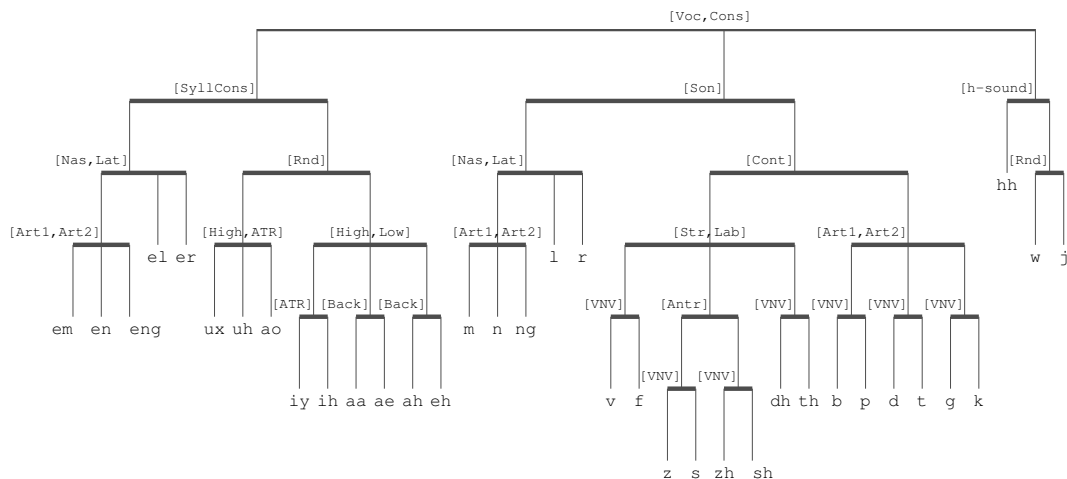 [Voc,Cons]
[SyllCons] [Son] [h-sound]
[Nas,Lat] [Rnd] [Nas,Lat] [Cont] [Rnd]
hh
[Art1,Art2] [High,ATR] [High,Low] [Art1,Art2] [Str,Lab] [Art1,Art2]
el er l r w j
[ATR] [Back] [Back] [VNV] [Antr] [VNV] [VNV] [VNV] [VNV]
em en eng ux uh ao m n ng
[VNV] [VNV]
iy ih aa ae ah eh v f dh th b p d t g k
z s zh sh